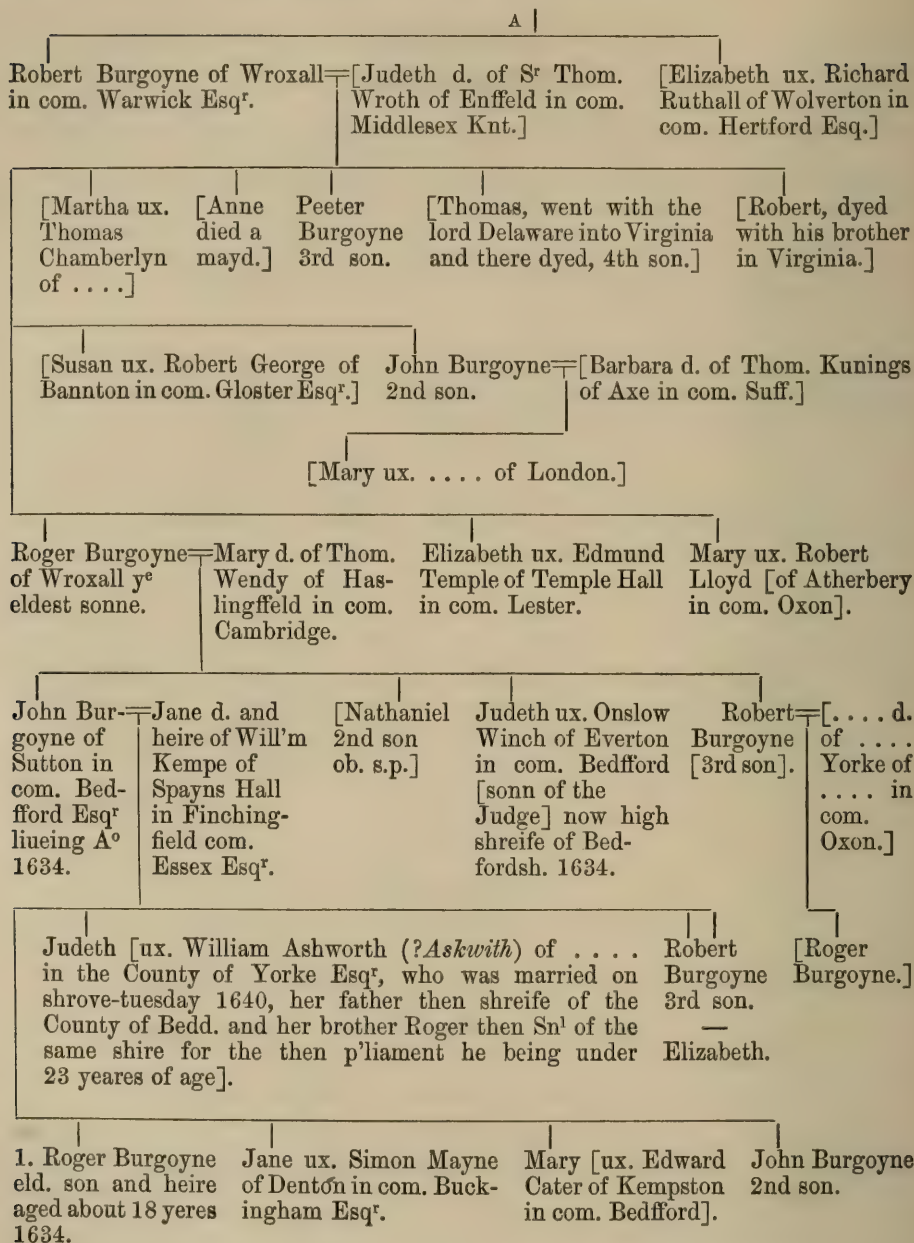 A
Robert Burgoyne of Wroxall
in com. Warwick Esqʳ.
[Judeth d. of Sʳ Thom.
Wroth of Enffeld in com.
Middlesex Knt.]
[Elizabeth ux. Richard
Ruthall of Wolverton in
com. Hertford Esq.]
[Martha ux.
Thomas
Chamberlyn
of . . . .]
[Anne
died a
mayd.]
Peeter
Burgoyne
3rd son.
[Thomas, went with the
lord Delaware into Virginia
and there dyed, 4th son.]
[Robert, dyed
with his brother
in Virginia.]
[Susan ux. Robert George of
Bannton in com. Gloster Esqʳ.]
John Burgoyne
2nd son.
[Barbara d. of Thom. Kunings
of Axe in com. Suff.]
[Mary ux. . . . . of London.]
Roger Burgoyne
of Wroxall yᵉ
eldest sonne.
Mary d. of Thom.
Wendy of Has-
lingffeld in com.
Cambridge.
Elizabeth ux. Edmund
Temple of Temple Hall
in com. Lester.
Mary ux. Robert
Lloyd [of Atherbery
in com. Oxon].
John Bur-
goyne of
Sutton in
com. Bed-
fford Esqʳ
liueing Aᵒ
1634.
Jane d. and
heire of Will'm
Kempe of
Spayns Hall
in Finching-
field com.
Essex Esqʳ.
[Nathaniel
2nd son
ob. s.p.]
Judeth ux. Onslow
Winch of Everton
in com. Bedfford
[sonn of the
Judge] now high
shreife of Bed-
fordsh. 1634.
Robert
Burgoyne
[3rd son].
[. . . . d.
of . . . .
Yorke of
. . . . in
com.
Oxon.]
Judeth [ux. William Ashworth (?Askwith) of . . . .
in the County of Yorke Esqʳ, who was married on
shrove-tuesday 1640, her father then shreife of the
County of Bedd. and her brother Roger then Sn¹ of the
same shire for the then p'liament he being under
23 yeares of age].
Robert
Burgoyne
3rd son.
—
Elizabeth.
[Roger
Burgoyne.]
1. Roger Burgoyne
eld. son and heire
aged about 18 yeres
1634.
Jane ux. Simon Mayne
of Denton in com. Buck-
ingham Esqʳ.
Mary [ux. Edward
Cater of Kempston
in com. Bedfford].
John Burgoyne
2nd son.